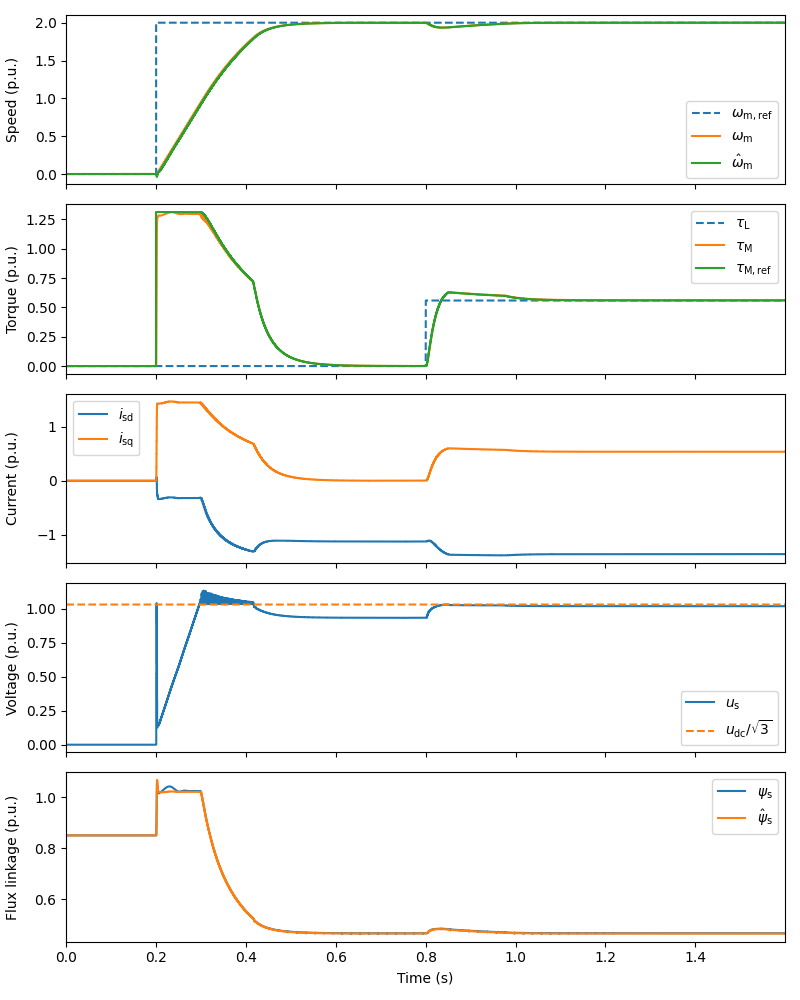 2.0
1.5
1.0
0.5
0.0
Speed (p.u.)
ω_m,ref
ω_m
ω̂_m
1.25
1.00
0.75
0.50
0.25
0.00
Torque (p.u.)
τ_L
τ_M
τ_M,ref
1
0
−1
Current (p.u.)
i_sd
i_sq
1.00
0.75
0.50
0.25
0.00
Voltage (p.u.)
u_s
u_dc/√3
1.0
0.8
0.6
Flux linkage (p.u.)
ψ_s
ψ̂_s
0.0 0.2 0.4 0.6 0.8 1.0 1.2 1.4
Time (s)